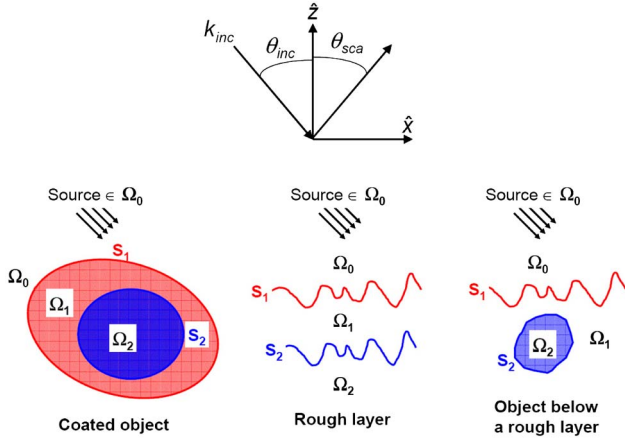 ẑ
k_inc
θ_inc
θ_sca
x̂
Source ∈ Ω₀
S₁
Ω₀
Ω₁
Ω₂
S₂
Coated object
Source ∈ Ω₀
Ω₀
S₁
Ω₁
S₂
Ω₂
Rough layer
Source ∈ Ω₀
Ω₀
S₁
Ω₂
Ω₁
S₂
Object below
a rough layer